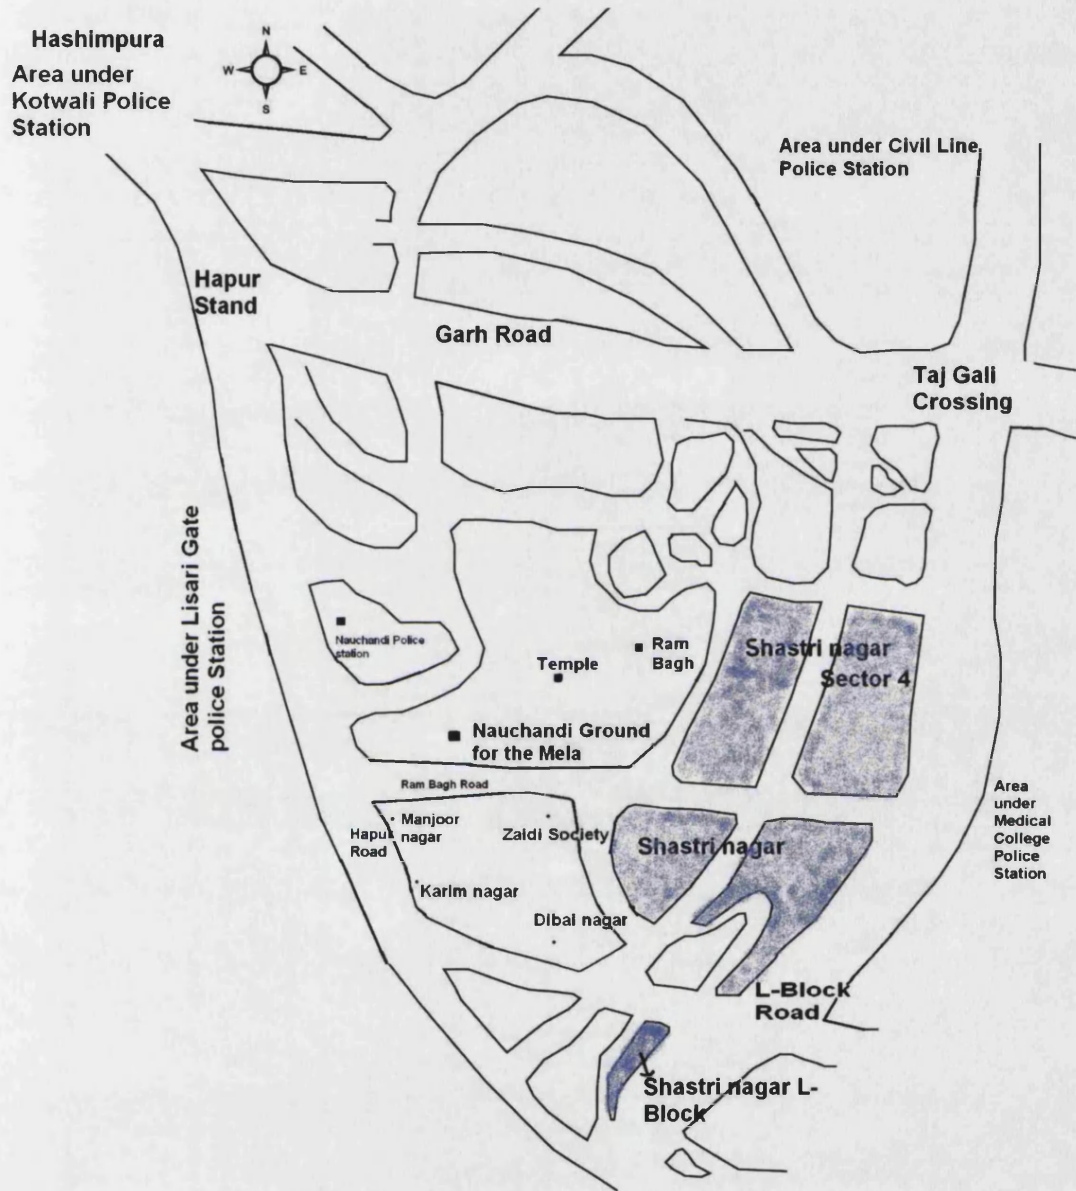 Hashimpura
Area under
Kotwali Police
Station
N
W
E
S
Area under Civil Line
Police Station
Hapur
Stand
Garh Road
Taj Gali
Crossing
Area under Lisari Gate
police Station
Nauchandi Police
station
Ram
Bagh
Temple
Shastri nagar
Sector 4
Nauchandi Ground
for the Mela
Ram Bagh Road
Manjoor
nagar
Hapur
Road
Zaidi Society
Shastri nagar
Area
under
Medical
College
Police
Station
Karim nagar
Dibai nagar
L-Block
Road
Shastri nagar L-
Block